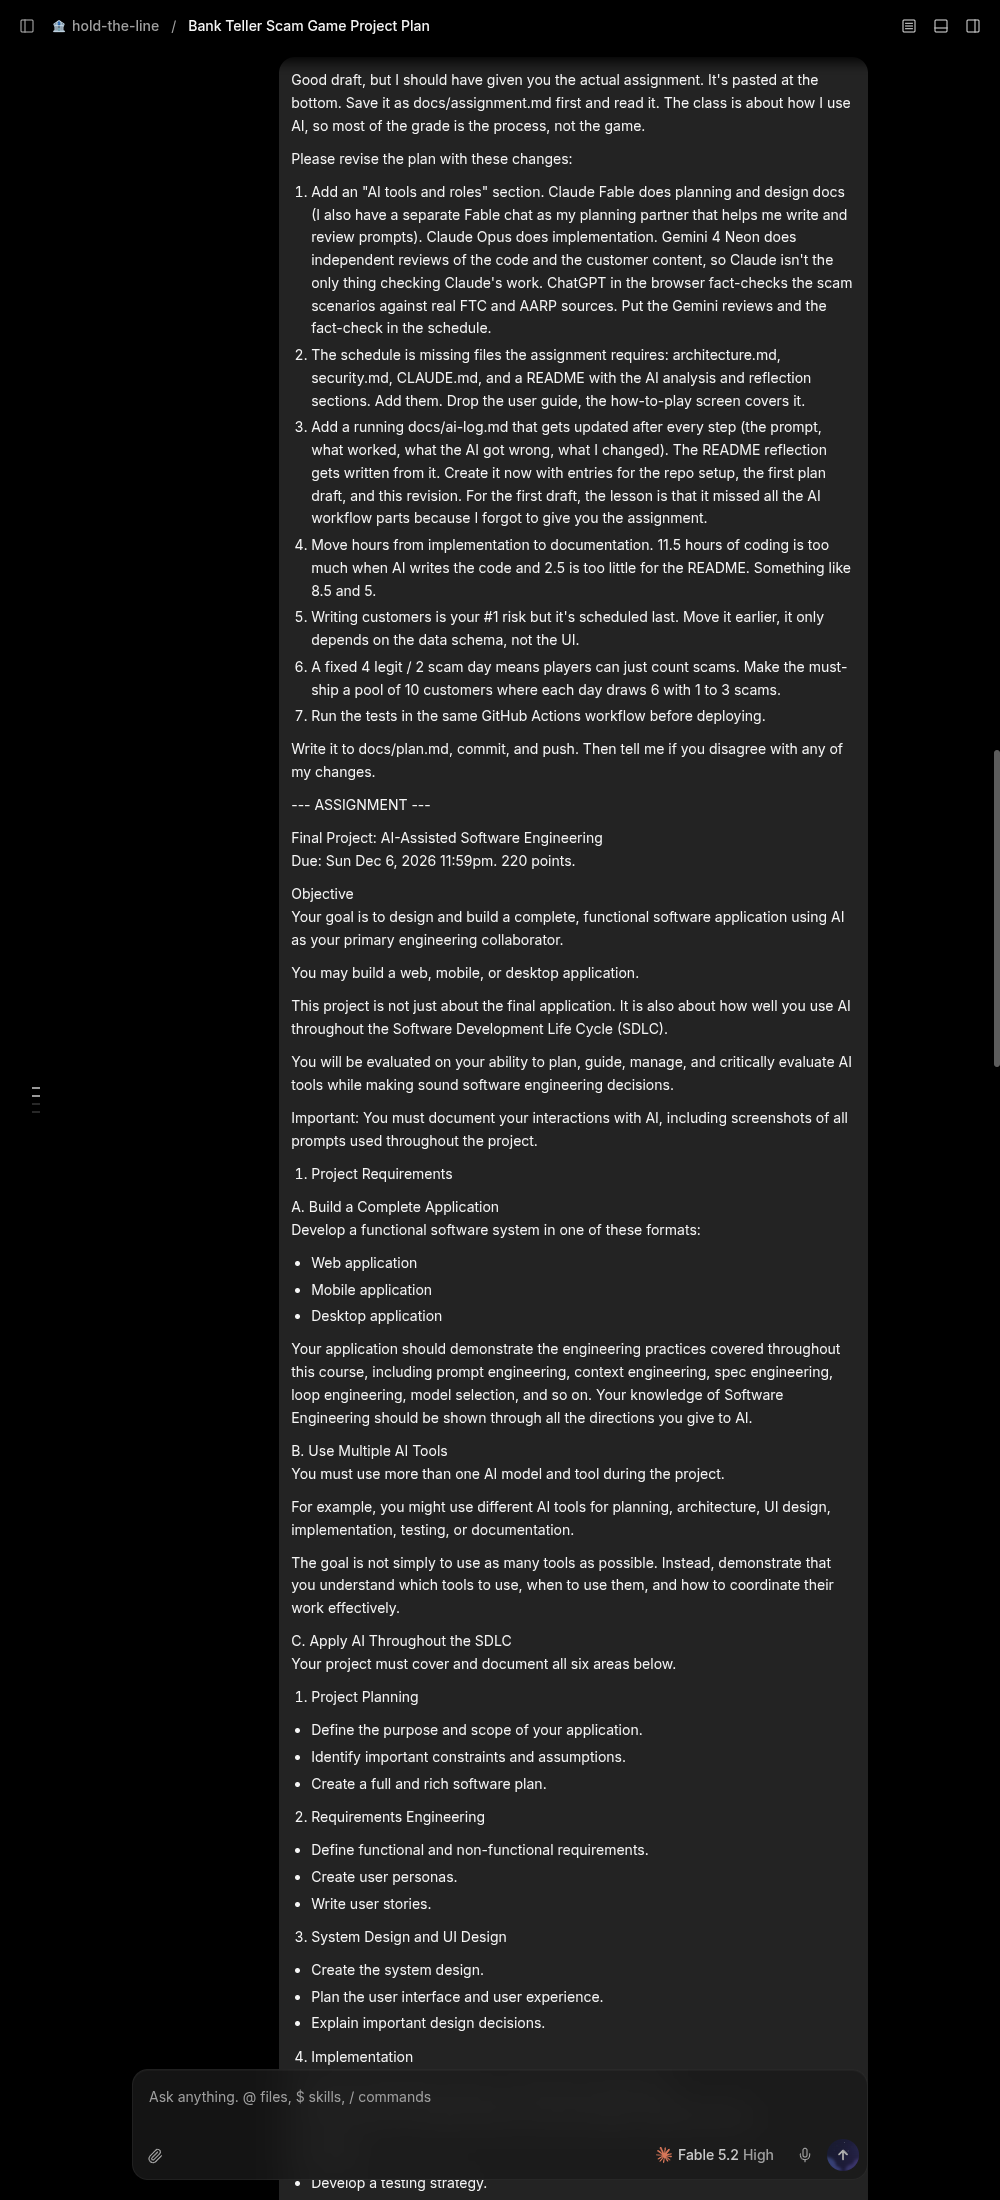 hold-the-line / Bank Teller Scam Game Project Plan
Good draft, but I should have given you the actual assignment. It's pasted at the
bottom. Save it as docs/assignment.md first and read it. The class is about how I use
AI, so most of the grade is the process, not the game.
Please revise the plan with these changes:
1. Add an "AI tools and roles" section. Claude Fable does planning and design docs
(I also have a separate Fable chat as my planning partner that helps me write and
review prompts). Claude Opus does implementation. Gemini 4 Neon does
independent reviews of the code and the customer content, so Claude isn't the
only thing checking Claude's work. ChatGPT in the browser fact-checks the scam
scenarios against real FTC and AARP sources. Put the Gemini reviews and the
fact-check in the schedule.
2. The schedule is missing files the assignment requires: architecture.md,
security.md, CLAUDE.md, and a README with the AI analysis and reflection
sections. Add them. Drop the user guide, the how-to-play screen covers it.
3. Add a running docs/ai-log.md that gets updated after every step (the prompt,
what worked, what the AI got wrong, what I changed). The README reflection
gets written from it. Create it now with entries for the repo setup, the first plan
draft, and this revision. For the first draft, the lesson is that it missed all the AI
workflow parts because I forgot to give you the assignment.
4. Move hours from implementation to documentation. 11.5 hours of coding is too
much when AI writes the code and 2.5 is too little for the README. Something like
8.5 and 5.
5. Writing customers is your #1 risk but it's scheduled last. Move it earlier, it only
depends on the data schema, not the UI.
6. A fixed 4 legit / 2 scam day means players can just count scams. Make the must-
ship a pool of 10 customers where each day draws 6 with 1 to 3 scams.
7. Run the tests in the same GitHub Actions workflow before deploying.
Write it to docs/plan.md, commit, and push. Then tell me if you disagree with any of
my changes.
--- ASSIGNMENT ---
Final Project: AI-Assisted Software Engineering
Due: Sun Dec 6, 2026 11:59pm. 220 points.
Objective
Your goal is to design and build a complete, functional software application using AI
as your primary engineering collaborator.
You may build a web, mobile, or desktop application.
This project is not just about the final application. It is also about how well you use AI
throughout the Software Development Life Cycle (SDLC).
You will be evaluated on your ability to plan, guide, manage, and critically evaluate AI
tools while making sound software engineering decisions.
Important: You must document your interactions with AI, including screenshots of all
prompts used throughout the project.
1. Project Requirements
A. Build a Complete Application
Develop a functional software system in one of these formats:
• Web application
• Mobile application
• Desktop application
Your application should demonstrate the engineering practices covered throughout
this course, including prompt engineering, context engineering, spec engineering,
loop engineering, model selection, and so on. Your knowledge of Software
Engineering should be shown through all the directions you give to AI.
B. Use Multiple AI Tools
You must use more than one AI model and tool during the project.
For example, you might use different AI tools for planning, architecture, UI design,
implementation, testing, or documentation.
The goal is not simply to use as many tools as possible. Instead, demonstrate that
you understand which tools to use, when to use them, and how to coordinate their
work effectively.
C. Apply AI Throughout the SDLC
Your project must cover and document all six areas below.
1. Project Planning
• Define the purpose and scope of your application.
• Identify important constraints and assumptions.
• Create a full and rich software plan.
2. Requirements Engineering
• Define functional and non-functional requirements.
• Create user personas.
• Write user stories.
3. System Design and UI Design
• Create the system design.
• Plan the user interface and user experience.
• Explain important design decisions.
4. Implementation
Ask anything. @ files, $ skills, / commands
Fable 5.2 High
• Develop a testing strategy.